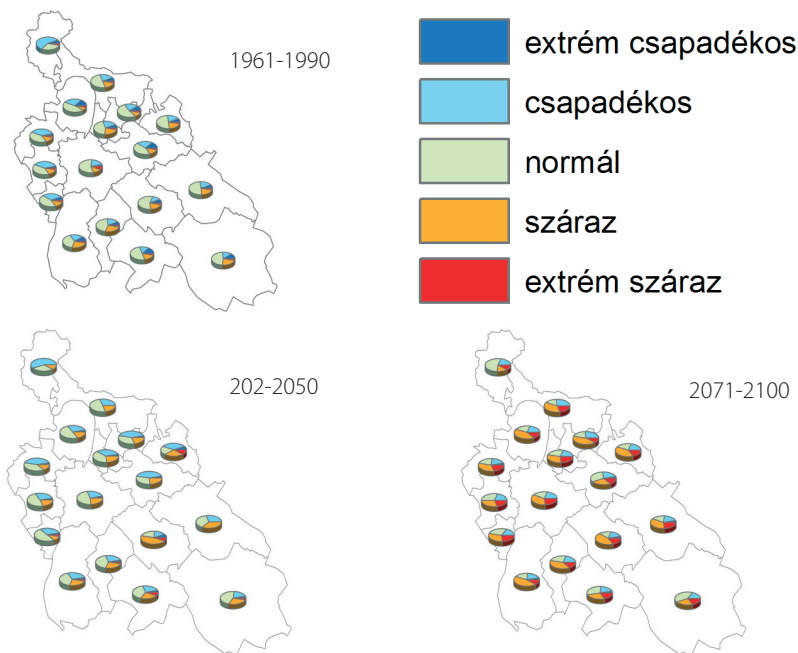 1961-1990
extrém csapadékos
csapadékos
normál
száraz
extrém száraz
202-2050
2071-2100